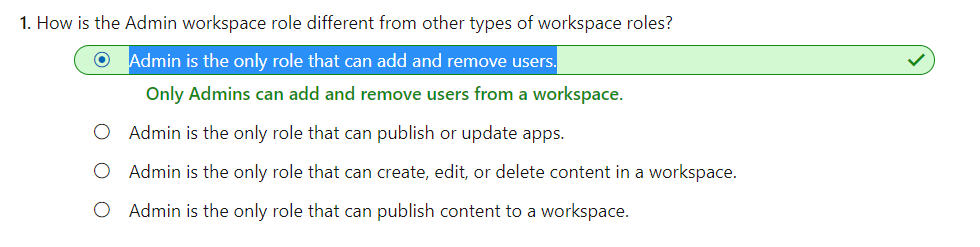 1. How is the Admin workspace role different from other types of workspace roles?
Admin is the only role that can add and remove users.
Only Admins can add and remove users from a workspace.
Admin is the only role that can publish or update apps.
Admin is the only role that can create, edit, or delete content in a workspace.
Admin is the only role that can publish content to a workspace.